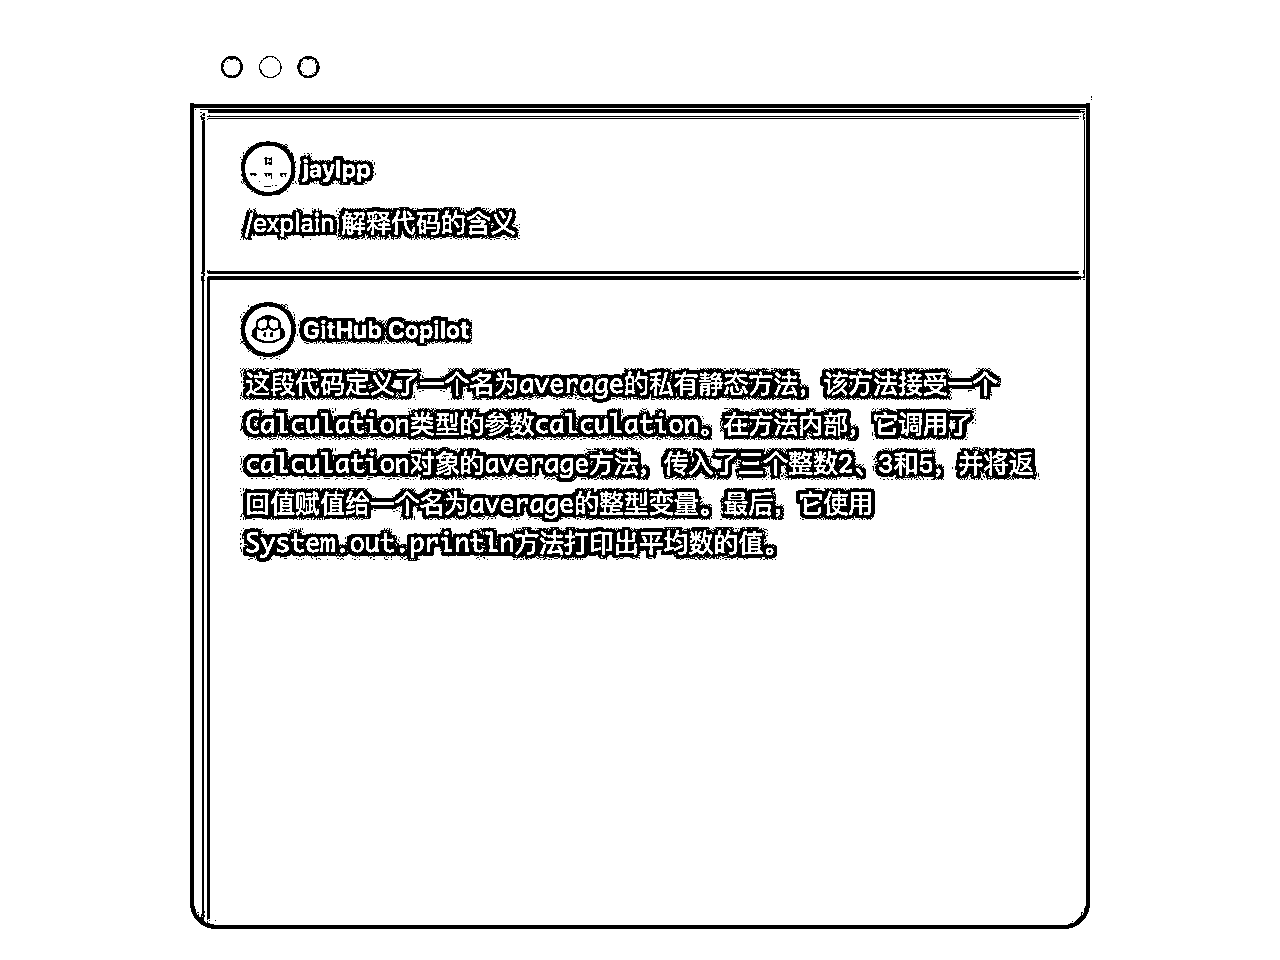 jaylpp
/explain 解释代码的含义
GitHub Copilot
这段代码定义了一个名为average的私有静态方法，该方法接受一个
Calculation类型的参数calculation。在方法内部，它调用了
calculation对象的average方法，传入了三个整数2、3和5，并将返
回值赋值给一个名为average的整型变量。最后，它使用
System.out.println方法打印出平均数的值。